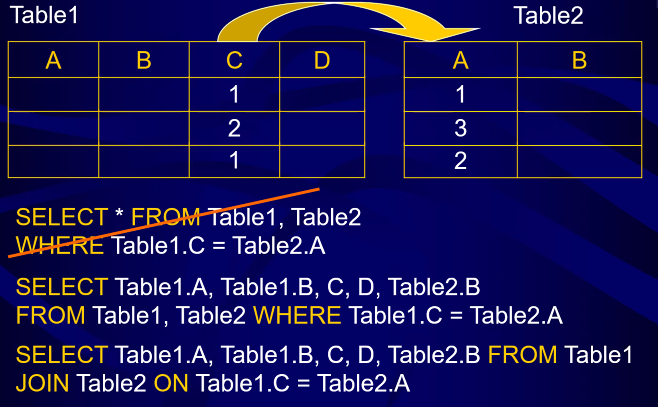 Table1 Table2
A B C D A B
1 1
2 3
1 2
SELECT * FROM Table1, Table2
WHERE Table1.C = Table2.A
SELECT Table1.A, Table1.B, C, D, Table2.B
FROM Table1, Table2 WHERE Table1.C = Table2.A
SELECT Table1.A, Table1.B, C, D, Table2.B FROM Table1
JOIN Table2 ON Table1.C = Table2.A